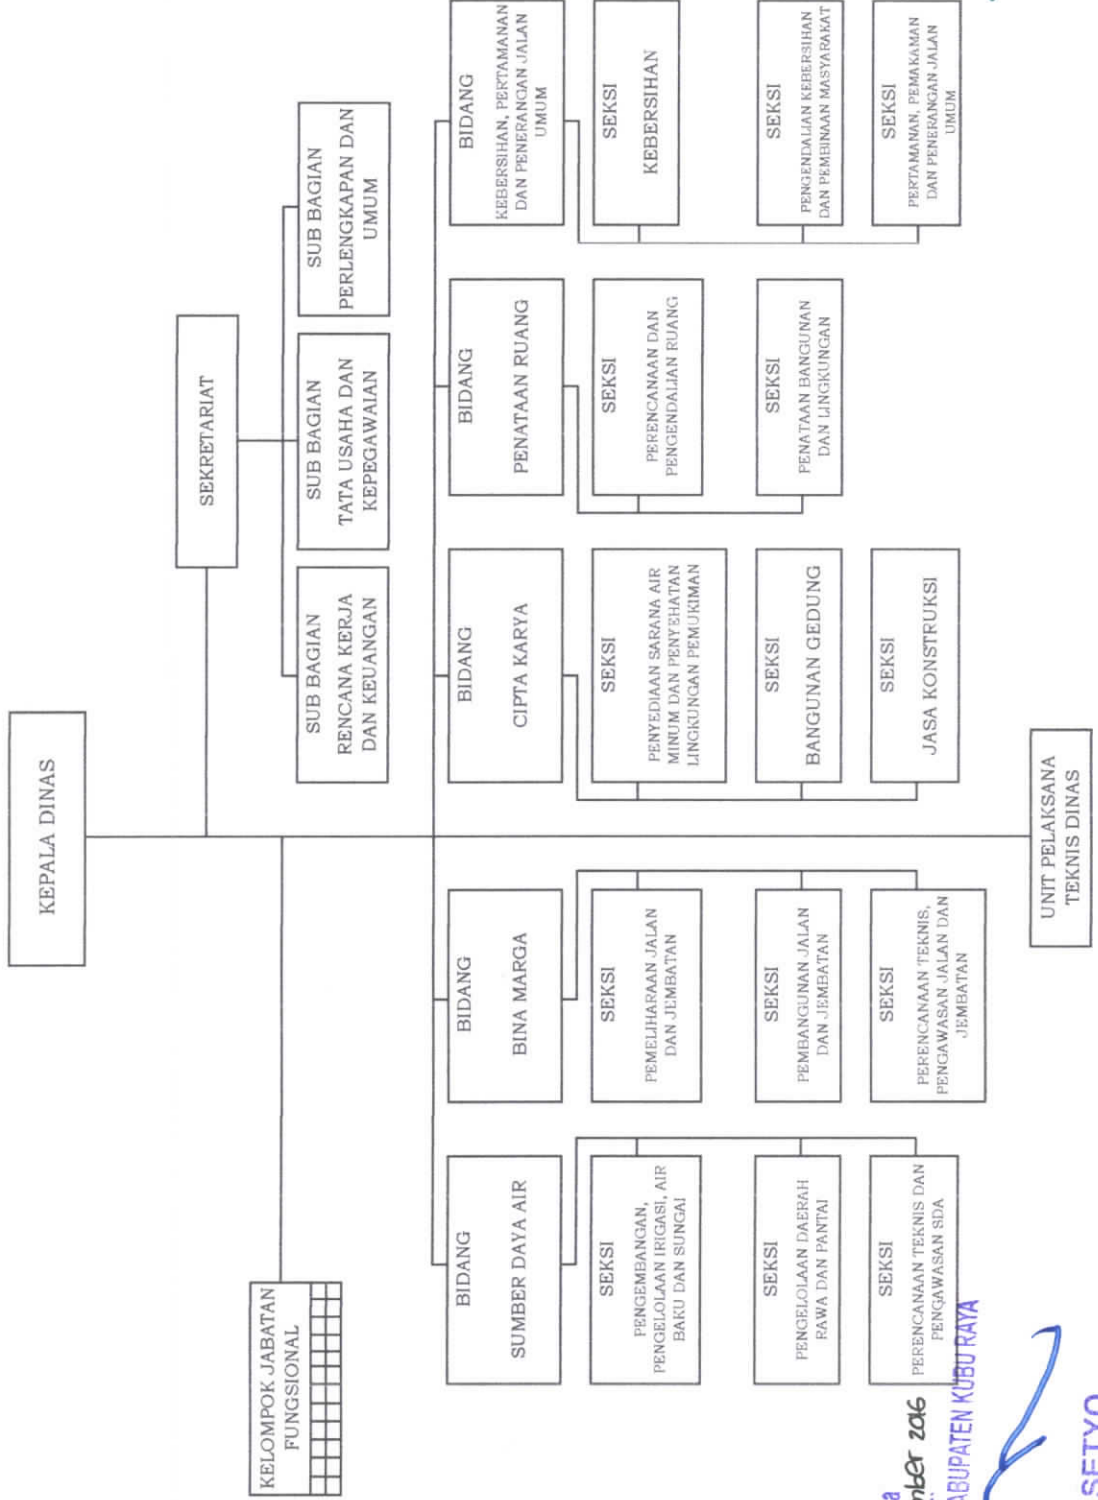 KEPALA DINAS
KELOMPOK JABATAN
FUNGSIONAL
SEKRETARIAT
SUB BAGIAN
RENCANA KERJA
DAN KEUANGAN
SUB BAGIAN
TATA USAHA DAN
KEPEGAWAIAN
SUB BAGIAN
PERLENGKAPAN DAN
UMUM
BIDANG
SUMBER DAYA AIR
SEKSI
PENGEMBANGAN,
PENGELOLAAN IRIGASI, AIR
BAKU DAN SUNGAI
SEKSI
PENGELOLAAN DAERAH
RAWA DAN PANTAI
SEKSI
PERENCANAAN TEKNIS DAN
PENGAWASAN SDA
BIDANG
BINA MARGA
SEKSI
PEMELIHARAAN JALAN
DAN JEMBATAN
SEKSI
PEMBANGUNAN JALAN
DAN JEMBATAN
SEKSI
PERENCANAAN TEKNIS,
PENGAWASAN JALAN DAN
JEMBATAN
BIDANG
CIPTA KARYA
SEKSI
PENYEDIAAN SARANA AIR
MINUM DAN PENYEHATAN
LINGKUNGAN PEMUKIMAN
SEKSI
BANGUNAN GEDUNG
SEKSI
JASA KONSTRUKSI
BIDANG
PENATAAN RUANG
SEKSI
PERENCANAAN DAN
PENGENDALIAN RUANG
SEKSI
PENATAAN BANGUNAN
DAN LINGKUNGAN
BIDANG
KEBERSIHAN, PERTAMANAN
DAN PENERANGAN JALAN
UMUM
SEKSI
KEBERSIHAN
SEKSI
PENGENDALIAN KEBERSIHAN
DAN PEMBINAAN MASYARAKAT
SEKSI
PERTAMANAN, PEMAKAMAN
DAN PENERANGAN JALAN
UMUM
UNIT PELAKSANA
TEKNIS DINAS
mber 2016
ABUPATEN KUBU RAYA
SETYO